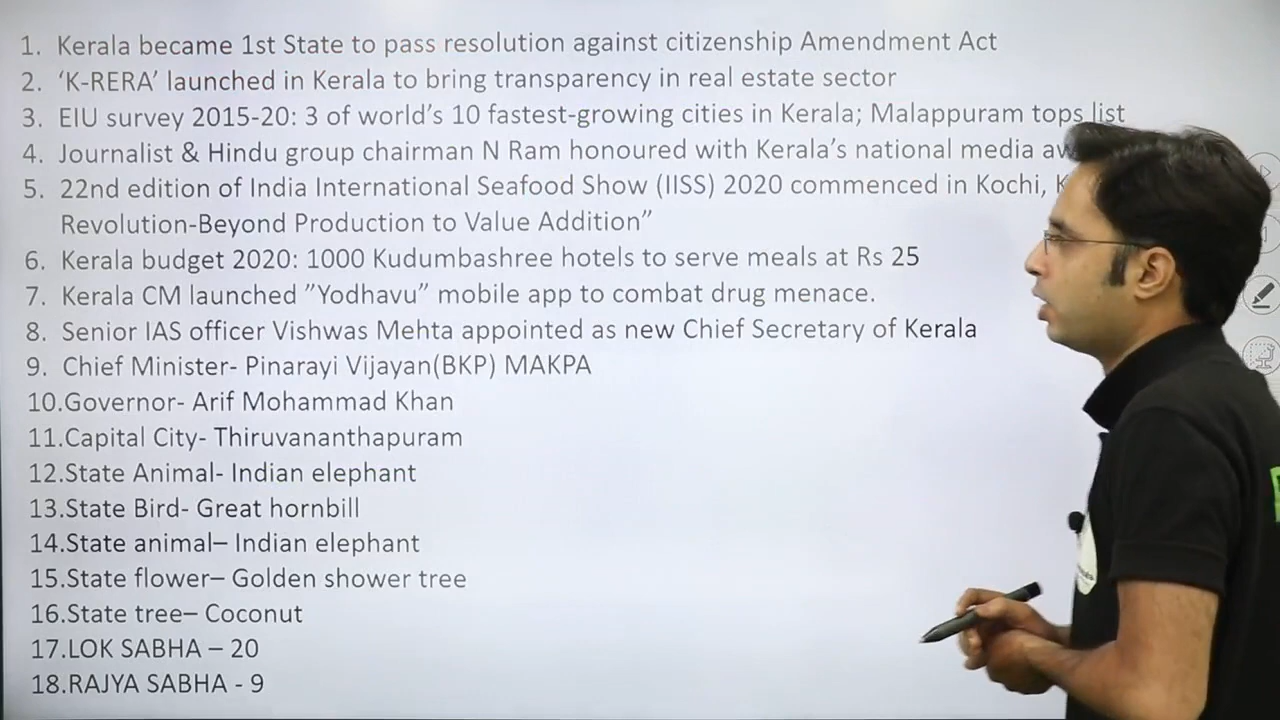 1. Kerala became 1st State to pass resolution against citizenship Amendment Act
2. ‘K-RERA’ launched in Kerala to bring transparency in real estate sector
3. EIU survey 2015-20: 3 of world’s 10 fastest-growing cities in Kerala; Malappuram tops list
4. Journalist & Hindu group chairman N Ram honoured with Kerala’s national media
5. 22nd edition of India International Seafood Show (IISS) 2020 commenced in Kochi,
Revolution-Beyond Production to Value Addition”
6. Kerala budget 2020: 1000 Kudumbashree hotels to serve meals at Rs 25
7. Kerala CM launched ”Yodhavu” mobile app to combat drug menace.
8. Senior IAS officer Vishwas Mehta appointed as new Chief Secretary of Kerala
9. Chief Minister- Pinarayi Vijayan(BKP) MAKPA
10.Governor- Arif Mohammad Khan
11.Capital City- Thiruvananthapuram
12.State Animal- Indian elephant
13.State Bird- Great hornbill
14.State animal– Indian elephant
15.State flower– Golden shower tree
16.State tree– Coconut
17.LOK SABHA – 20
18.RAJYA SABHA - 9